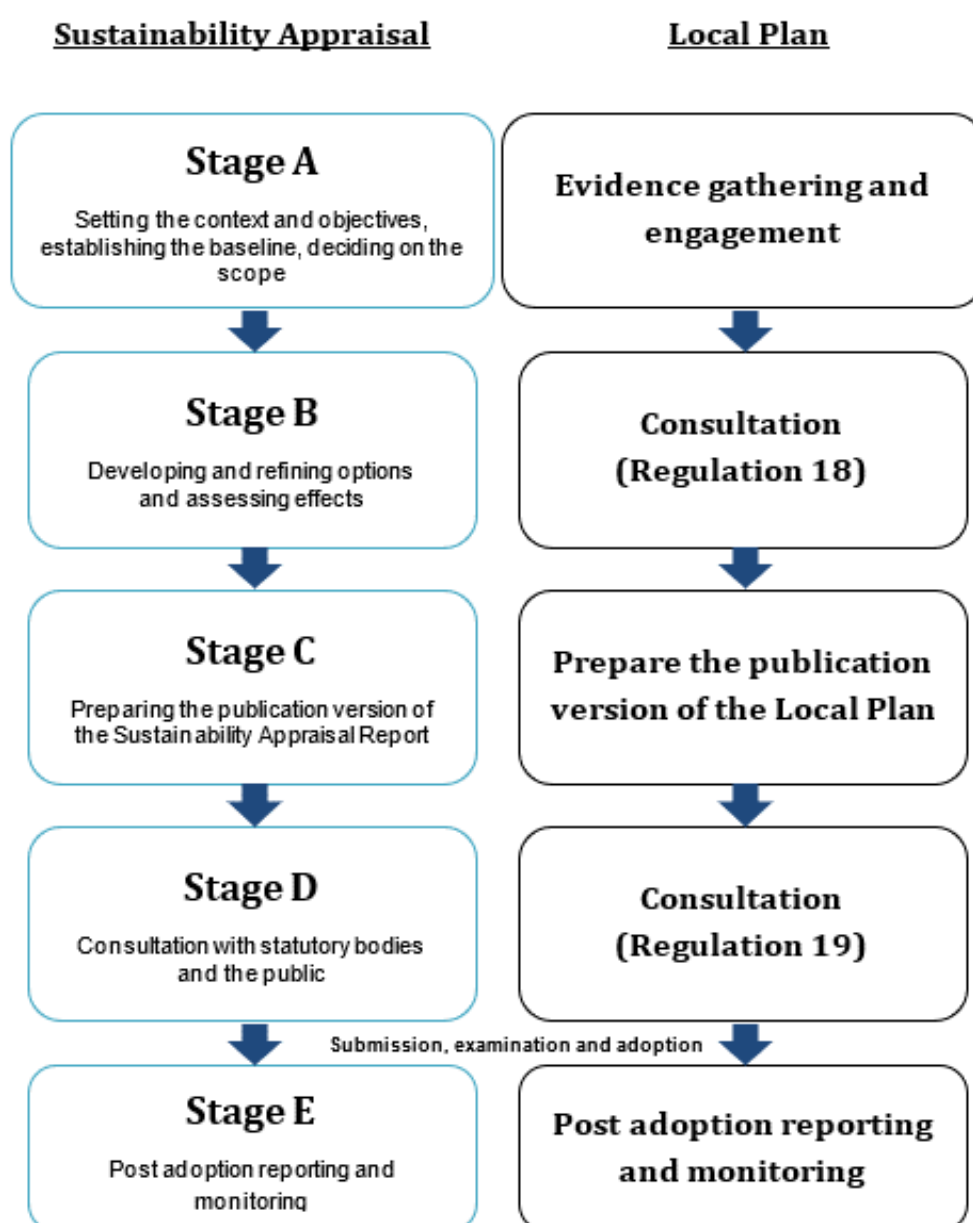 Sustainability Appraisal
Local Plan
Stage A
Setting the context and objectives,
establishing the baseline, deciding on the
scope
Evidence gathering and
engagement
Stage B
Developing and refining options
and assessing effects
Consultation
(Regulation 18)
Stage C
Preparing the publication version of
the Sustainability Appraisal Report
Prepare the publication
version of the Local Plan
Stage D
Consultation with statutory bodies
and the public
Consultation
(Regulation 19)
Submission, examination and adoption
Stage E
Post adoption reporting and
monitoring
Post adoption reporting
and monitoring